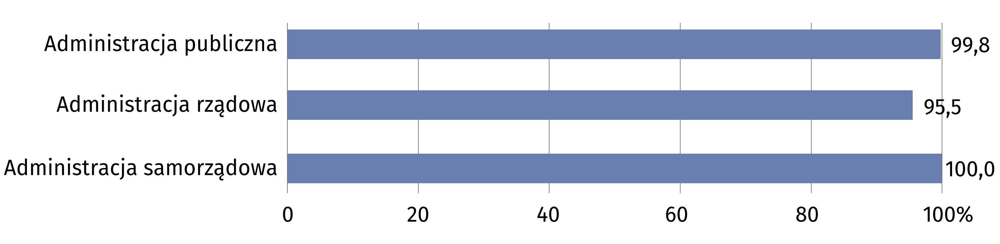 Administracja publiczna 99,8
Administracja rządowa 95,5
Administracja samorządowa 100,0
0 20 40 60 80 100%